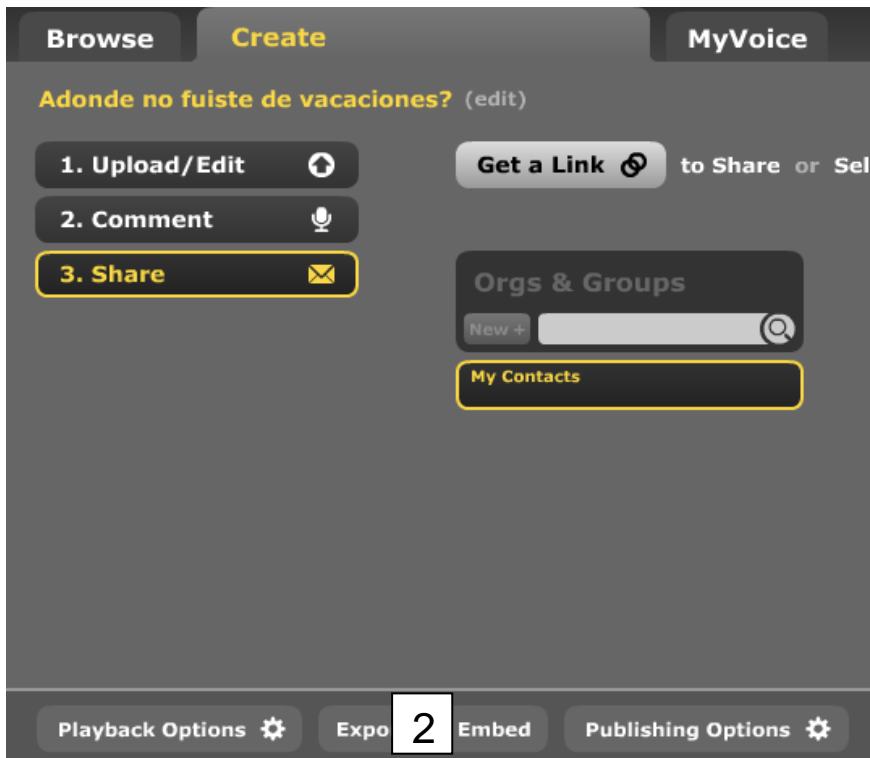 Browse Create MyVoice
Adonde no fuiste de vacaciones? (edit)
1. Upload/Edit Get a Link to Share or Sel
2. Comment
3. Share
Orgs & Groups
New +
My Contacts
Playback Options Expo 2 Embed Publishing Options